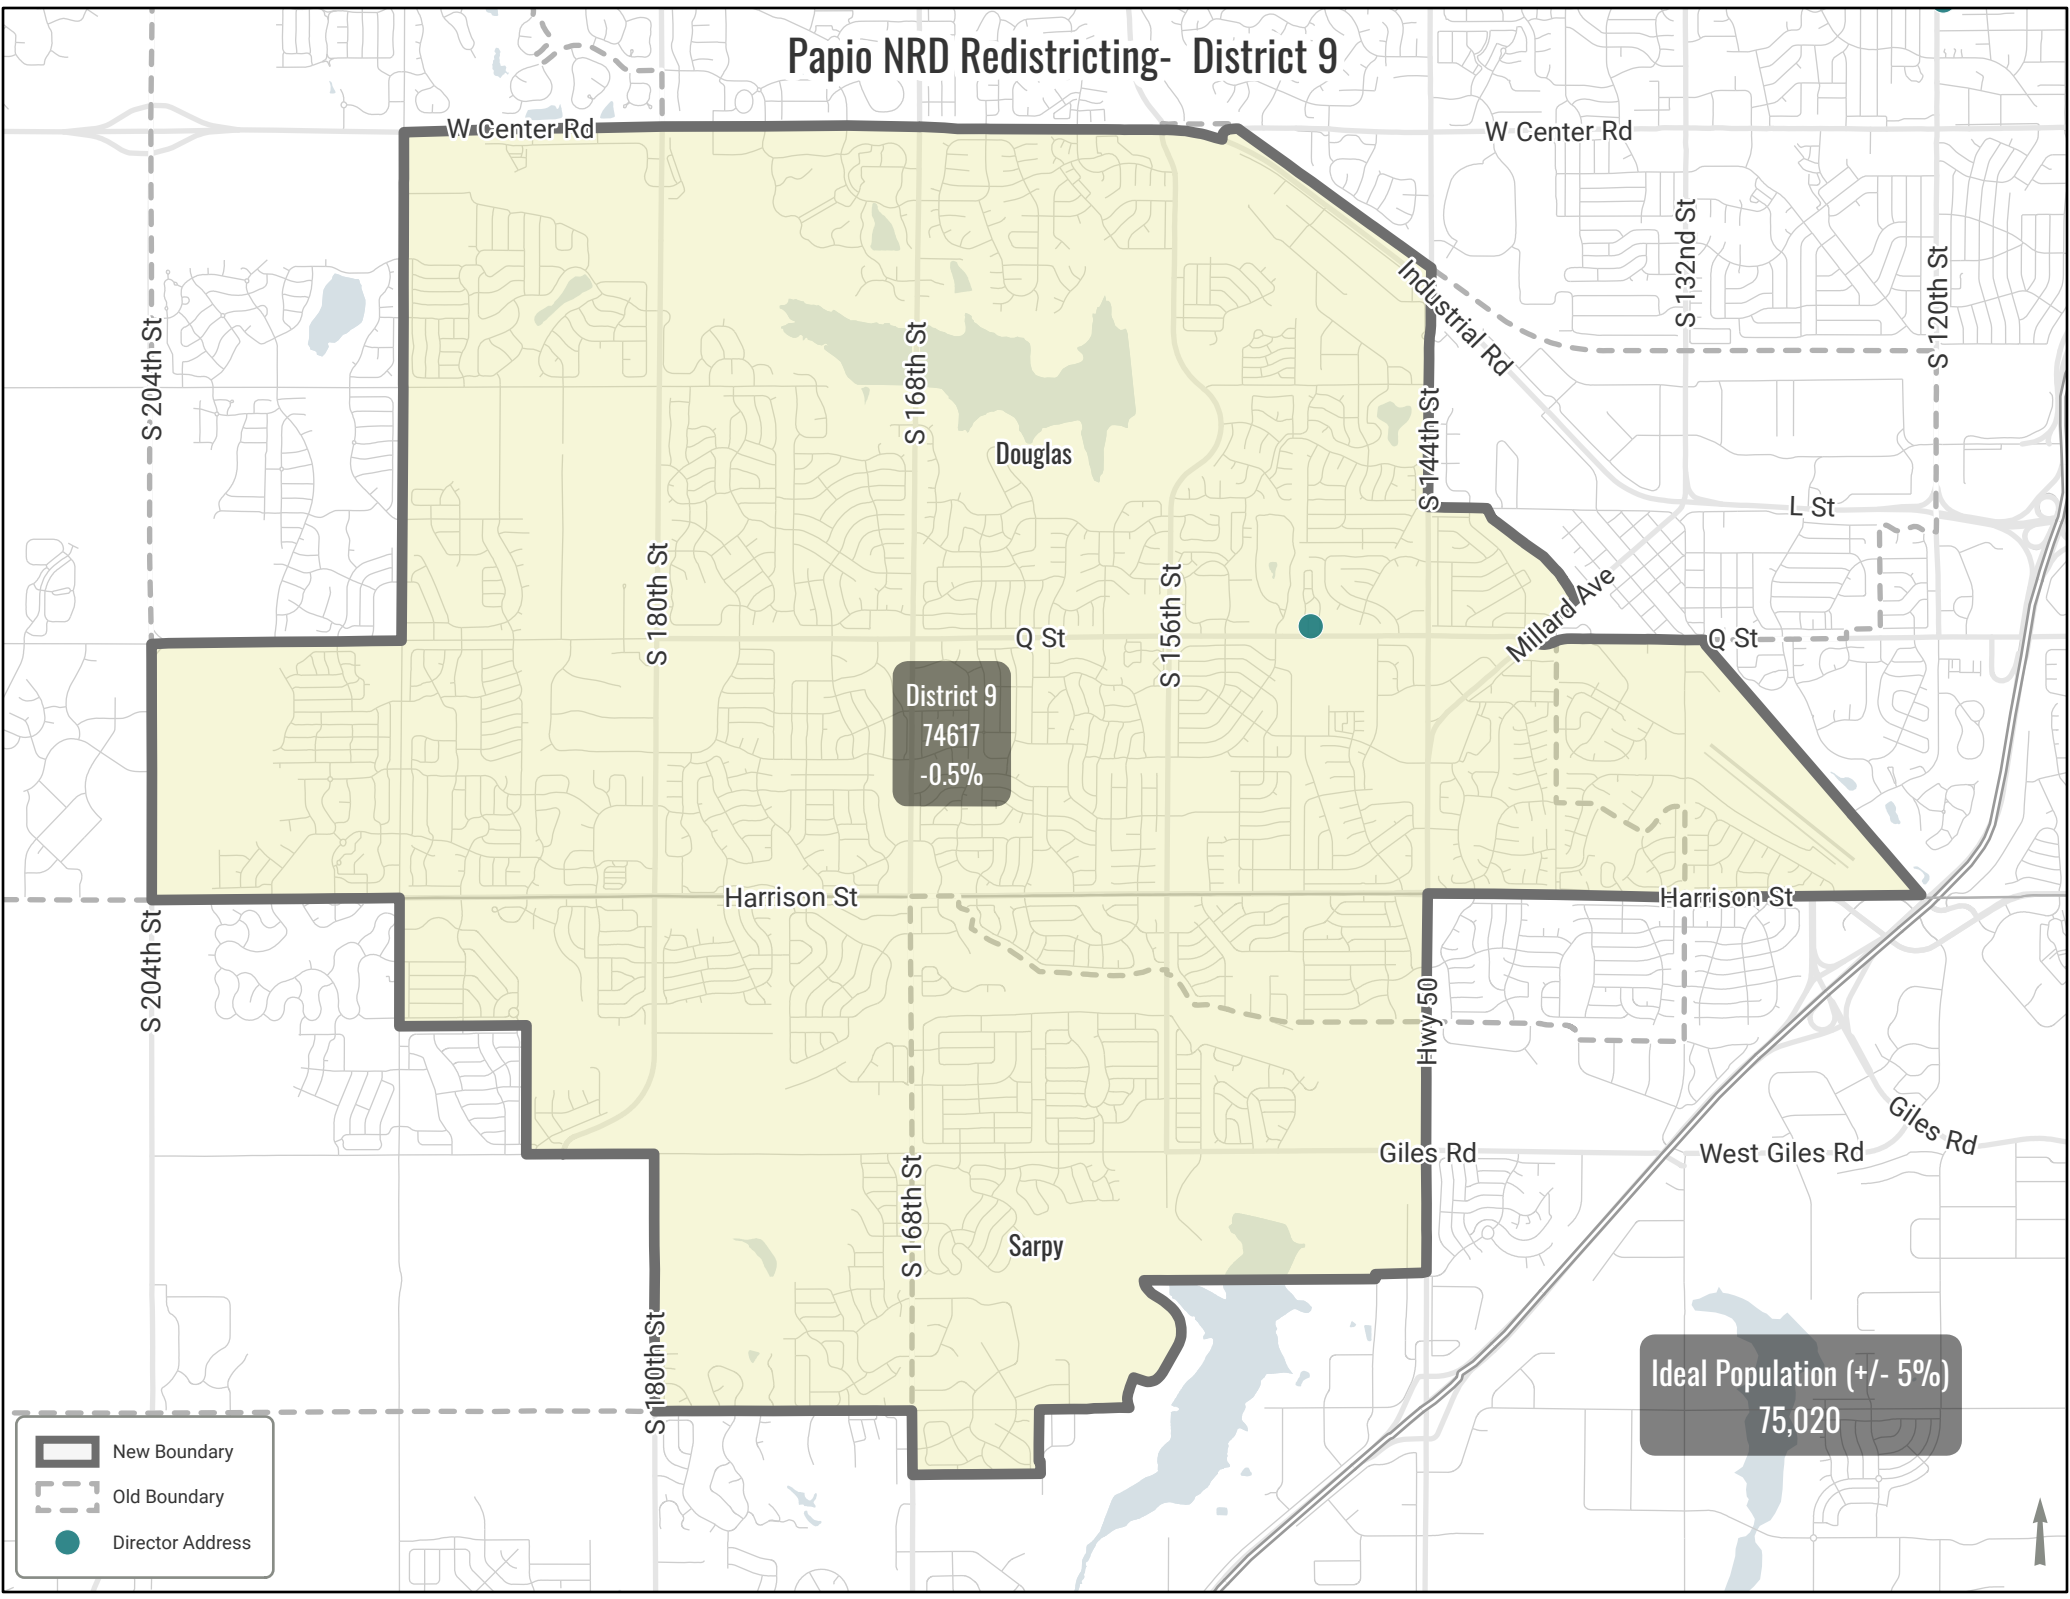 Papio NRD Redistricting-  District 9
W Center Rd
W Center Rd
S 132nd St
S 120th St
Industrial Rd
S 204th St
S 168th St
S 144th St
Douglas
L St
S 180th St
S 156th St
Millard Ave
Q St
Q St
District 9
74617
-0.5%
Harrison St
Harrison St
S 204th St
Hwy 50
Giles Rd
Giles Rd
West Giles Rd
S 168th St
Sarpy
S 180th St
Ideal Population (+/- 5%)
75,020
New Boundary
Old Boundary
Director Address